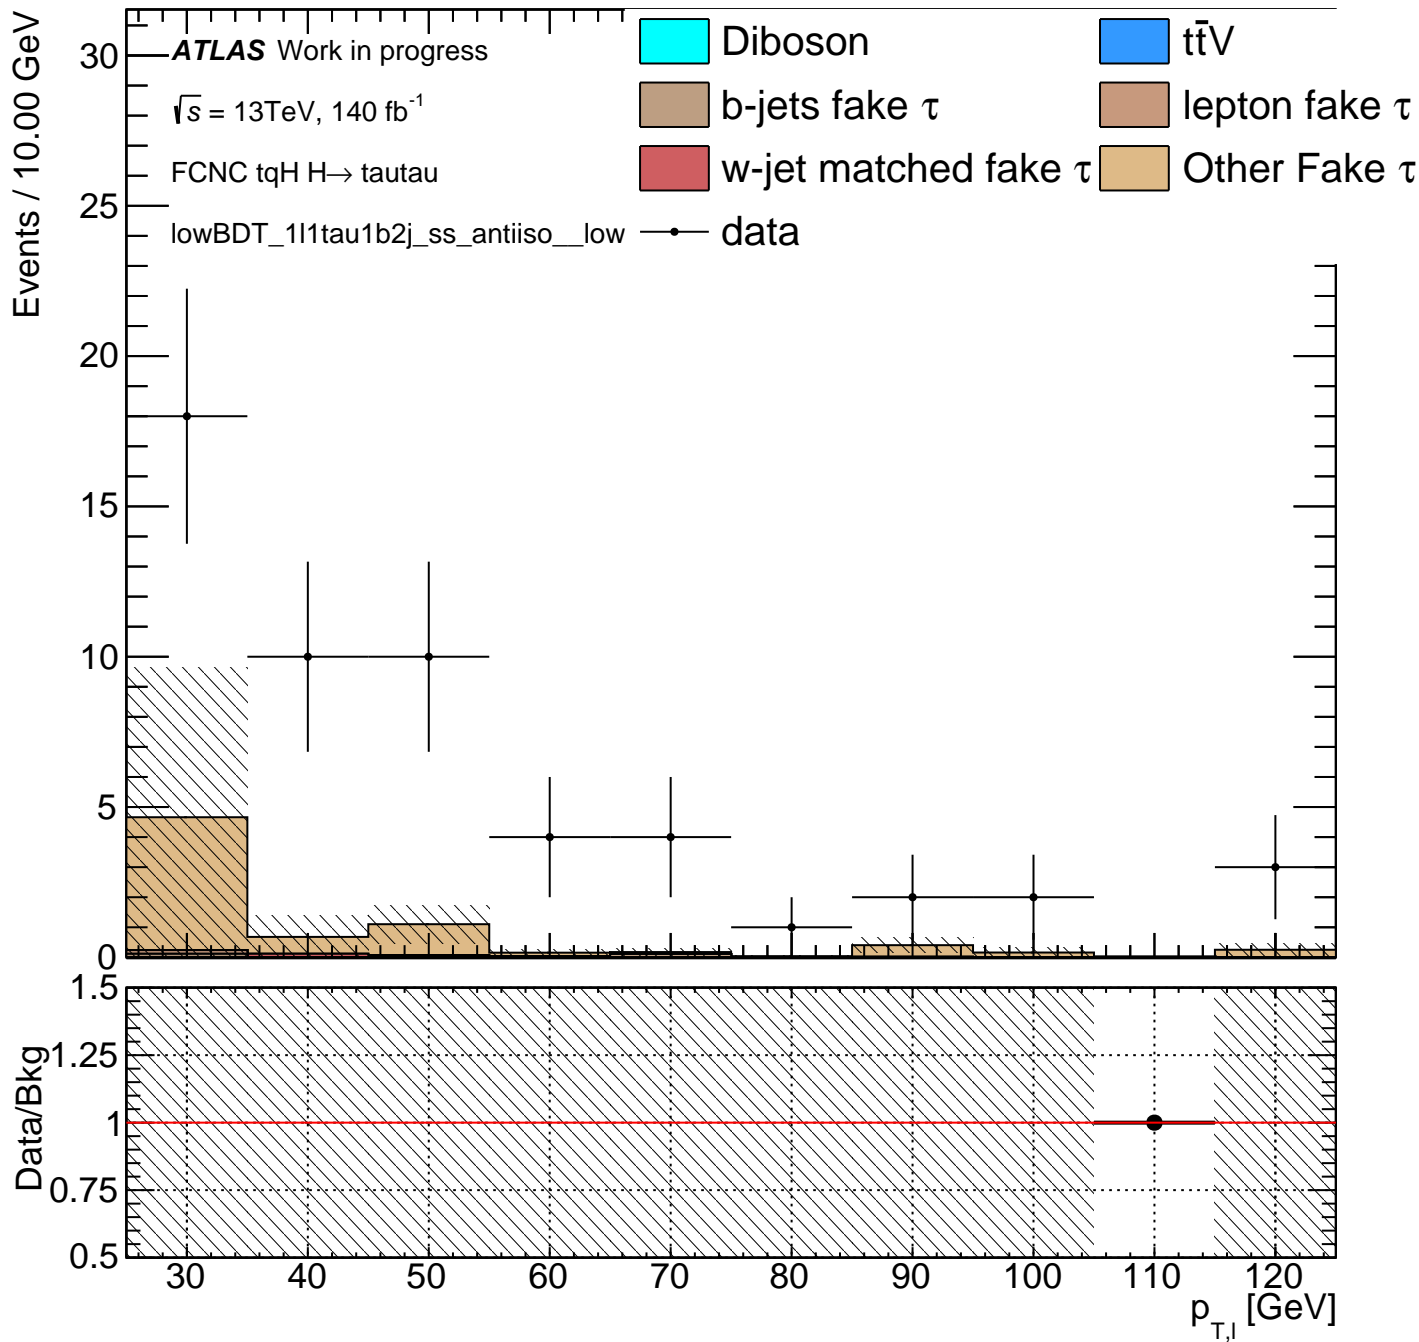 Events / 10.00 GeV
ATLAS Work in progress
√s = 13TeV, 140 fb⁻¹
FCNC tqH H→ tautau
lowBDT_1l1tau1b2j_ss_antiiso__low
Diboson
tt̄V
b-jets fake τ
lepton fake τ
w-jet matched fake τ
Other Fake τ
data
30
25
20
15
10
5
0
Data/Bkg
1.5
1.25
1
0.75
0.5
30 40 50 60 70 80 90 100 110 120
p_T,l [GeV]